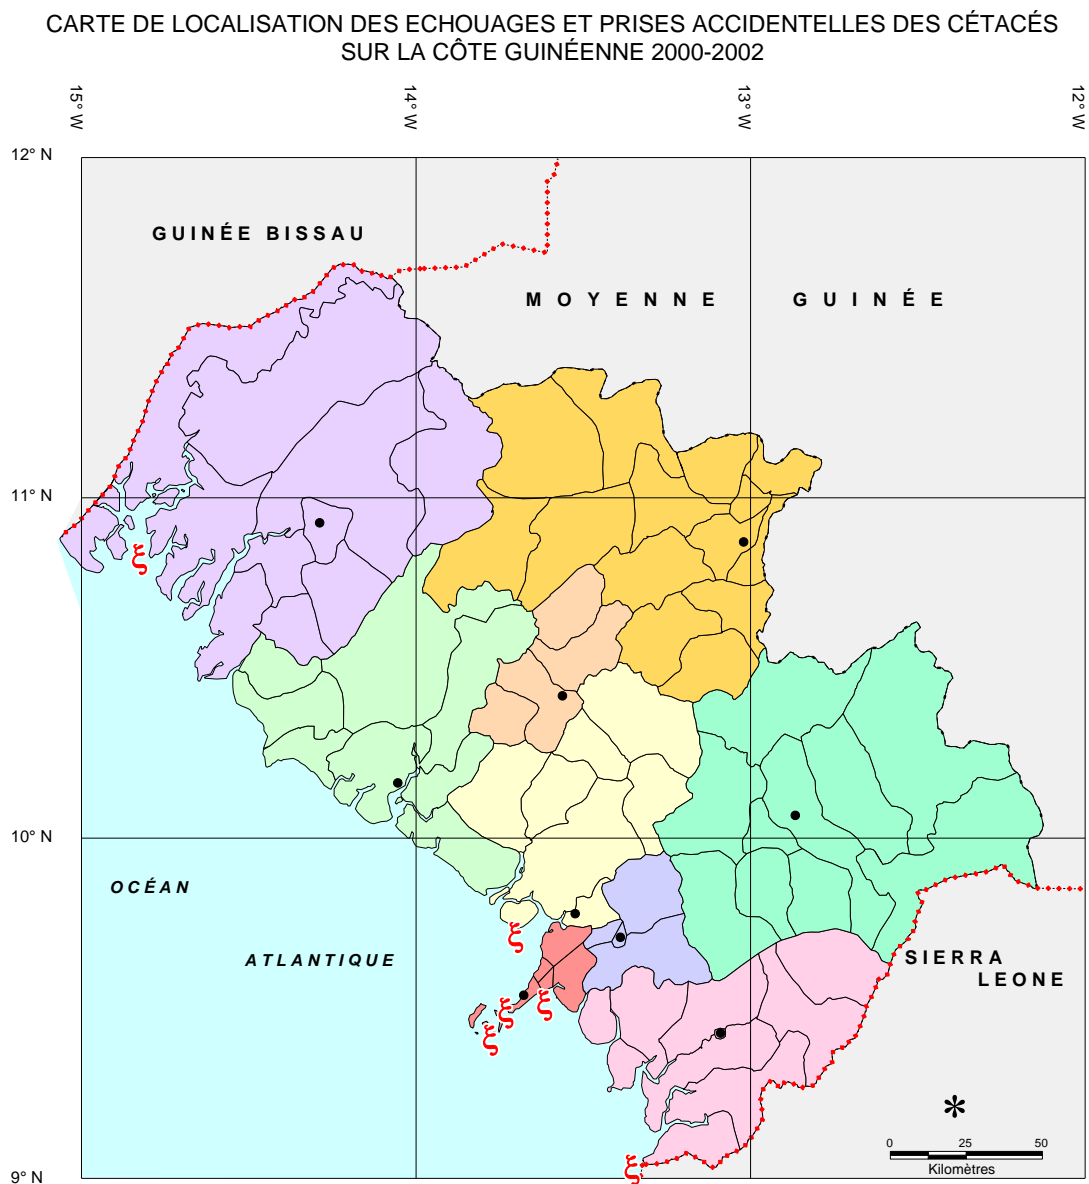 CARTE DE LOCALISATION DES ECHOUAGES ET PRISES ACCIDENTELLES DES CÉTACÉS
SUR LA CÔTE GUINÉENNE 2000-2002
15° W
14° W
13° W
12° W
12° N
GUINÉE BISSAU
MOYENNE GUINÉE
11° N
ξ
10° N
OCÉAN
ξ
ATLANTIQUE
SIERRA
LEONE
ξ
ξ
ξ
*
0 25 50
Kilomètres
ξ
9° N